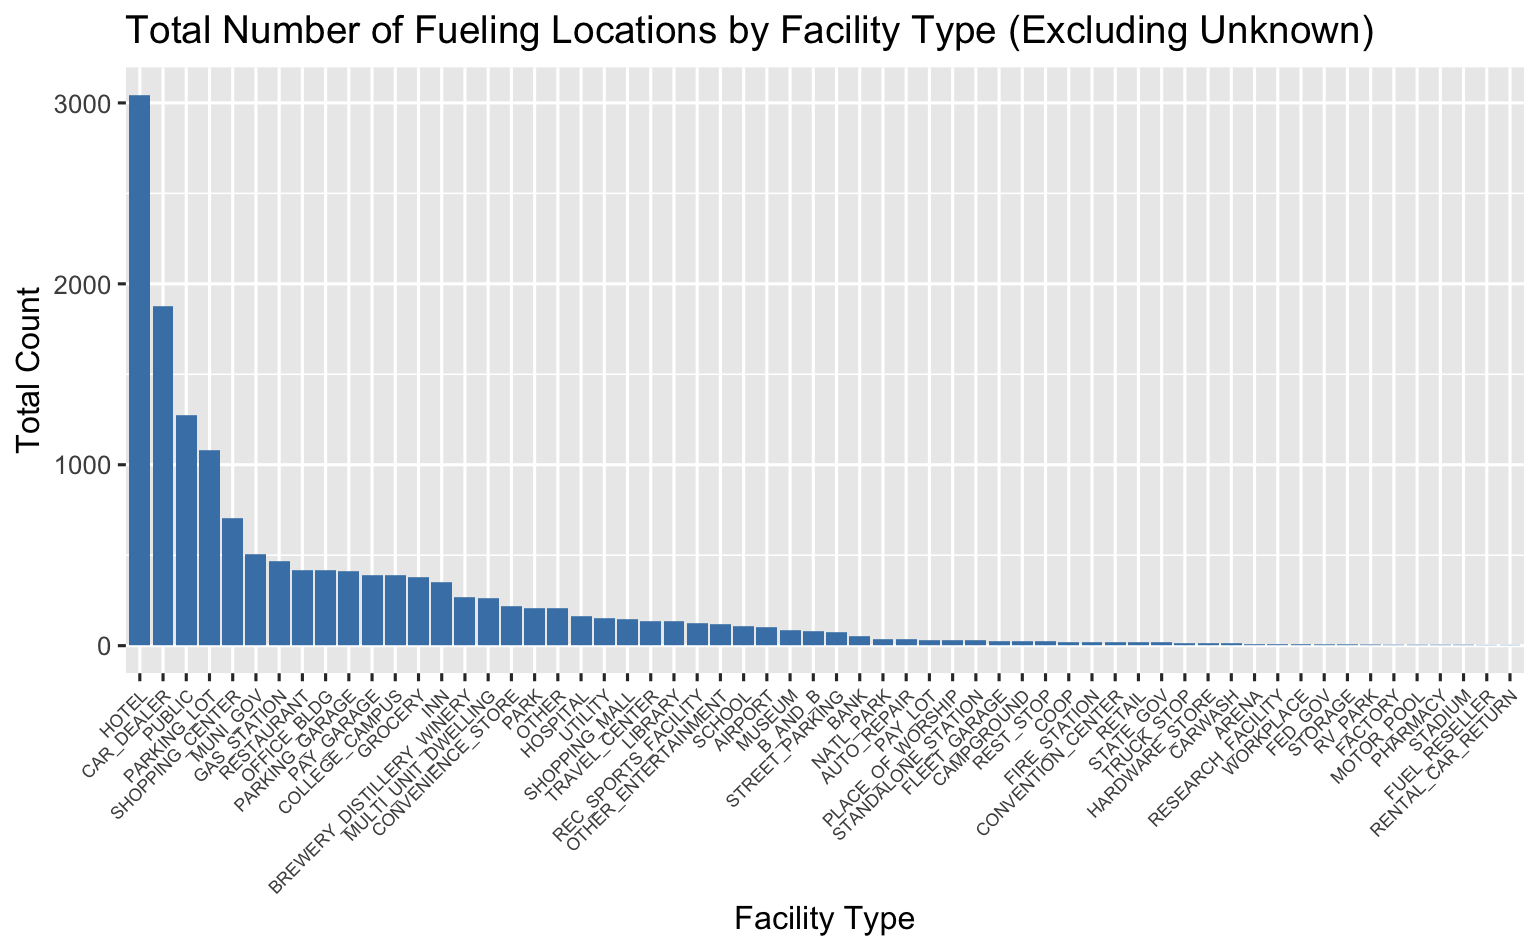 Total Number of Fueling Locations by Facility Type (Excluding Unknown)
Total Count
3000
2000
1000
0
HOTEL
CAR_DEALER
PUBLIC
PARKING_LOT
SHOPPING_CENTER
MUNI_GOV
GAS_STATION
RESTAURANT
OFFICE_BLDG
PARKING_GARAGE
PAY_GARAGE
COLLEGE_CAMPUS
GROCERY
INN
BREWERY_DISTILLERY_WINERY
MULTI_UNIT_DWELLING
CONVENIENCE_STORE
PARK
OTHER
HOSPITAL
UTILITY
SHOPPING_MALL
TRAVEL_CENTER
LIBRARY
REC_SPORTS_FACILITY
OTHER_ENTERTAINMENT
SCHOOL
AIRPORT
MUSEUM
B_AND_B
STREET_PARKING
BANK
NATL_PARK
AUTO_REPAIR
PAY_LOT
PLACE_OF_WORSHIP
STANDALONE_STATION
FLEET_GARAGE
CAMPGROUND
REST_STOP
COOP
FIRE_STATION
CONVENTION_CENTER
RETAIL
STATE_GOV
TRUCK_STOP
HARDWARE_STORE
CARWASH
ARENA
RESEARCH_FACILITY
WORKPLACE
FED_GOV
STORAGE
RV_PARK
FACTORY
MOTOR_POOL
PHARMACY
STADIUM
FUEL_RESELLER
RENTAL_CAR_RETURN
Facility Type